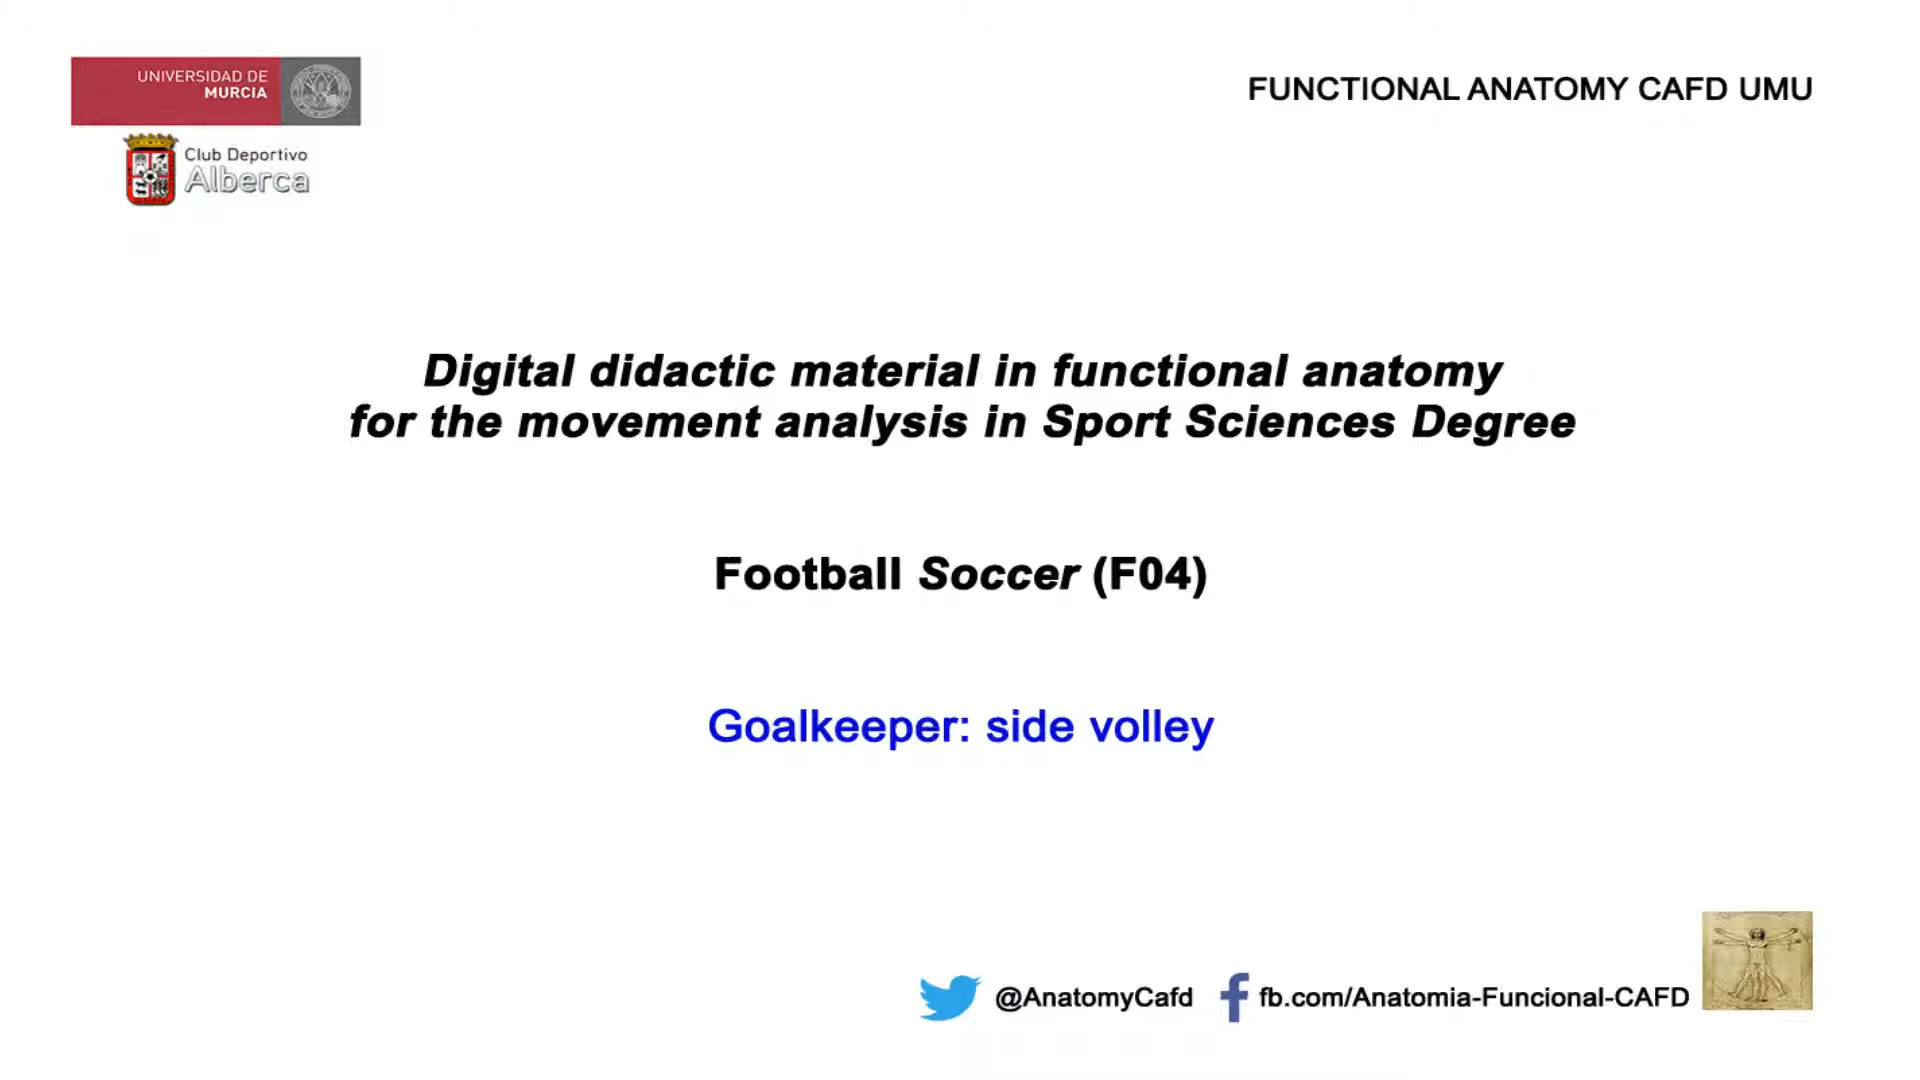 UNIVERSIDAD DE
MURCIA
Club Deportivo
Alberca
FUNCTIONAL ANATOMY CAFD UMU
Digital didactic material in functional anatomy
for the movement analysis in Sport Sciences Degree
Football Soccer (F04)
Goalkeeper: side volley
@AnatomyCafd
fb.com/Anatomia-Funcional-CAFD